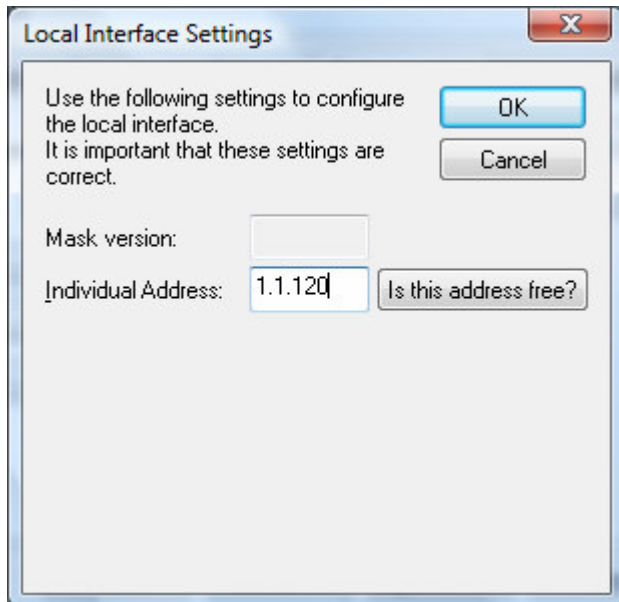 Local Interface Settings
Use the following settings to configure
the local interface.
It is important that these settings are
correct.
OK
Cancel
Mask version:
Individual Address: 1.1.120 Is this address free?